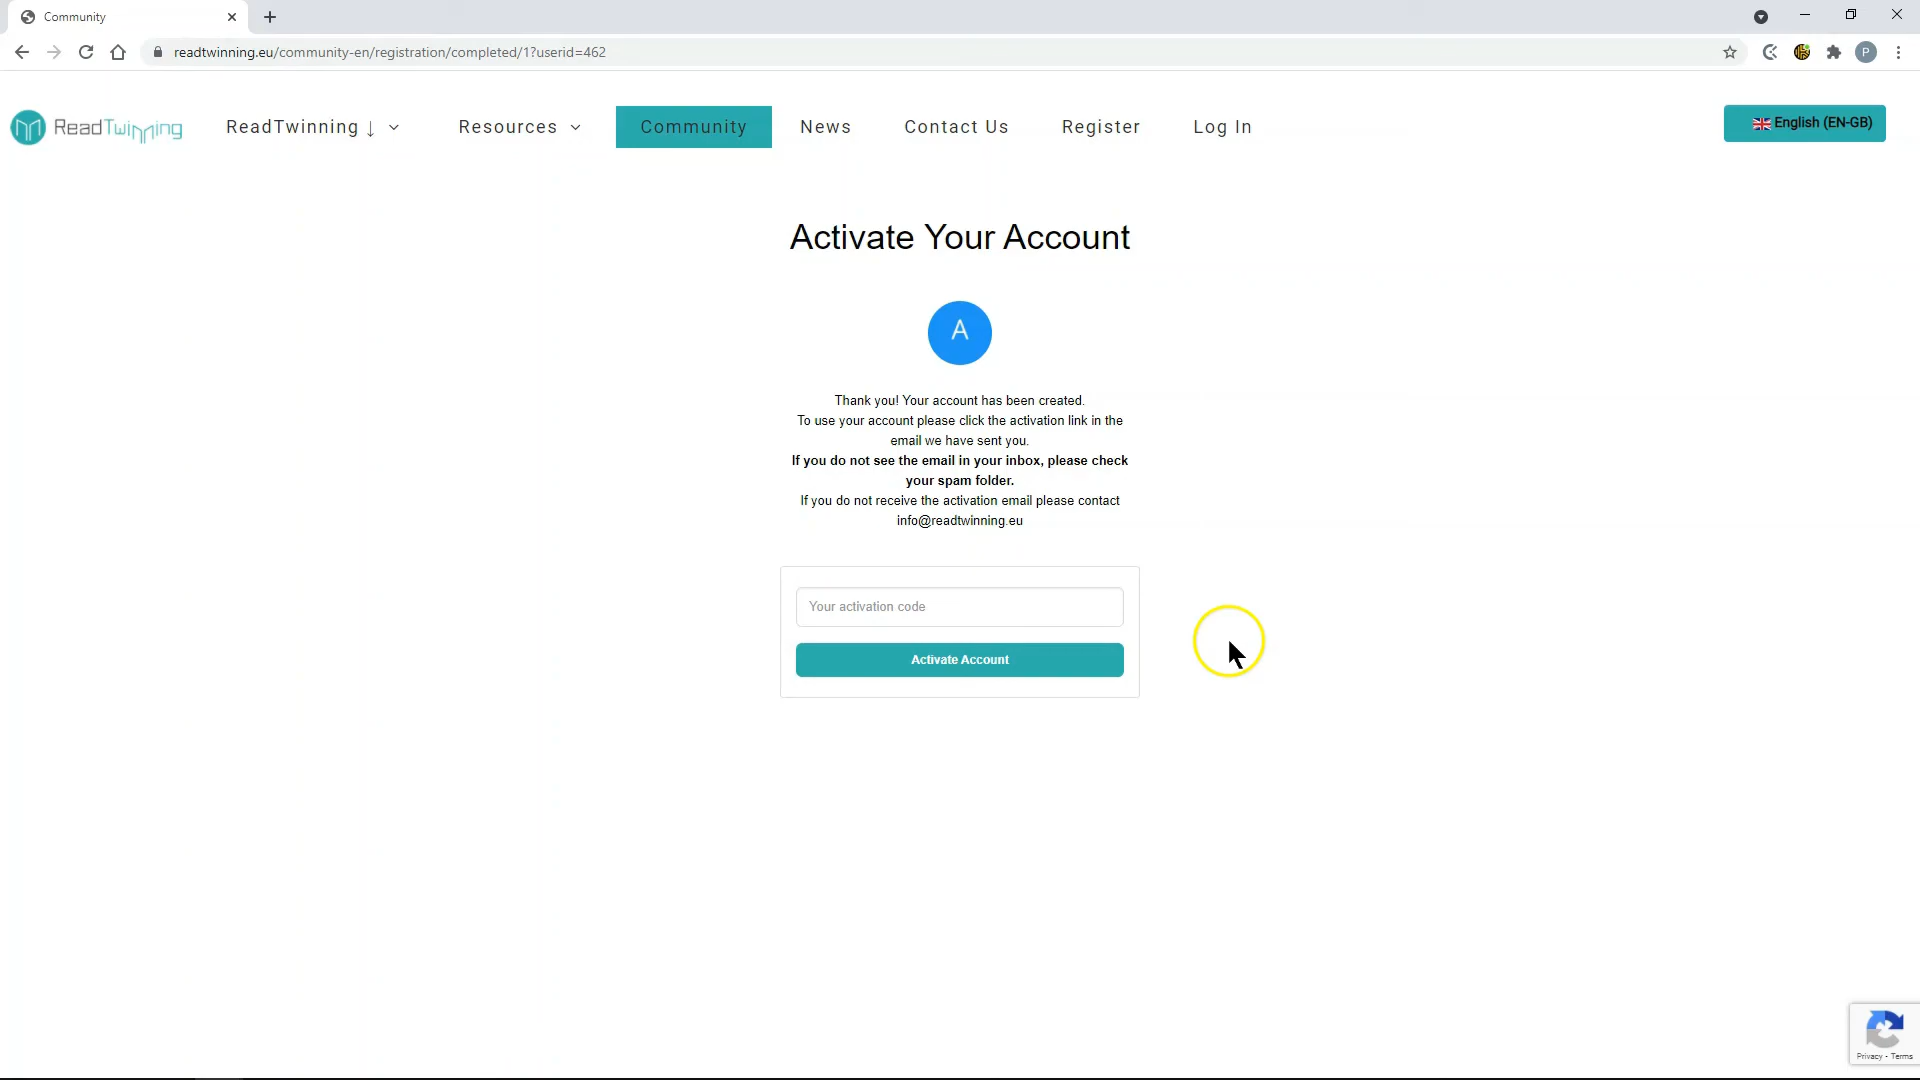 Community
readtwinning.eu/community-en/registration/completed/1?userid=462
P
ReadTwinning
ReadTwinning ↓
Resources
Community
News
Contact Us
Register
Log In
English (EN-GB)
Activate Your Account
A
Thank you! Your account has been created.
To use your account please click the activation link in the
email we have sent you.
If you do not see the email in your inbox, please check
your spam folder.
If you do not receive the activation email please contact
info@readtwinning.eu
Your activation code
Activate Account
Privacy - Terms